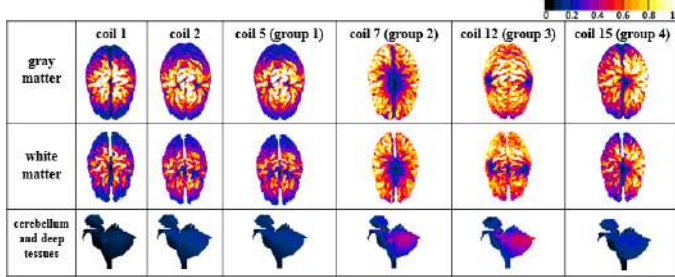 0 0.2 0.4 0.6 0.8 1
coil 1 coil 2 coil 5 (group 1) coil 7 (group 2) coil 12 (group 3) coil 15 (group 4)
gray
matter
white
matter
cerebellum
and deep
tessues